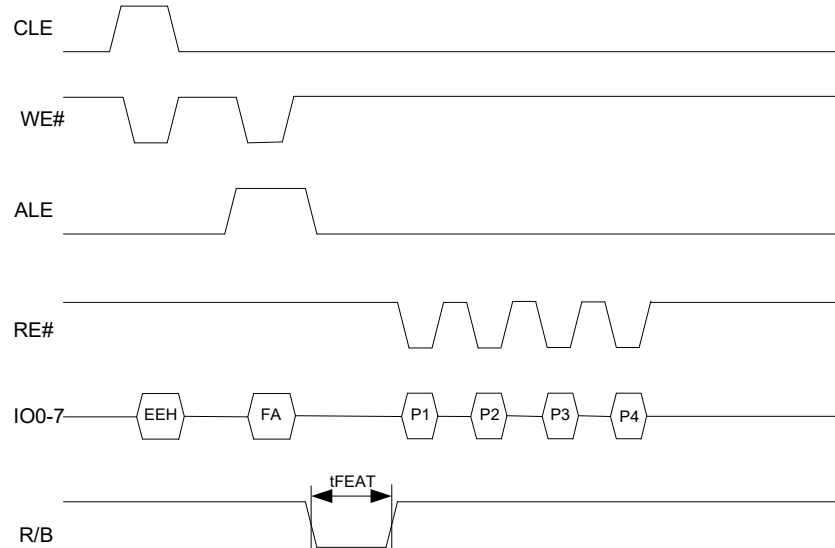 CLE
WE#
ALE
RE#
IO0-7 EEH FA P1 P2 P3 P4
tFEAT
R/B